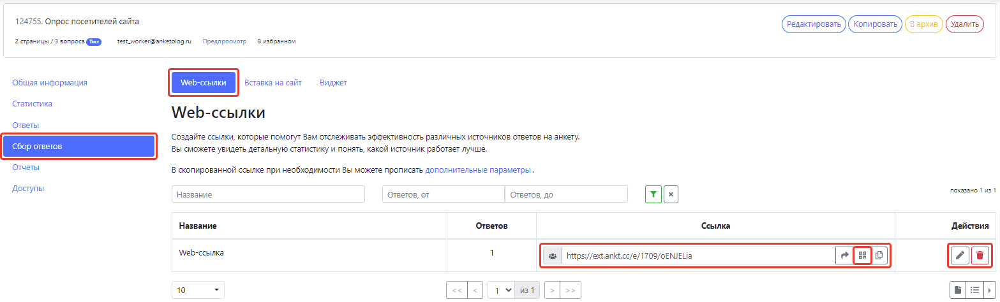 124755. Опрос посетителей сайта
Редактировать Копировать В архив Удалить
2 страницы / 3 вопроса Тест test_worker@anketolog.ru Предпросмотр В избранном
Общая информация
Статистика
Ответы
Сбор ответов
Отчеты
Доступы
Web-ссылки Вставка на сайт Виджет
Web-ссылки
Создайте ссылки, которые помогут Вам отслеживать эффективность различных источников ответов на анкету.
Вы сможете увидеть детальную статистику и понять, какой источник работает лучше.
В скопированной ссылке при необходимости Вы можете прописать дополнительные параметры .
Название Ответов, от Ответов, до показано 1 из 1
Название Ответов Ссылка Действия
Web-ссылка 1 https://ext.ankt.cc/e/1709/oENJELia
10 << < 1 из 1 > >>